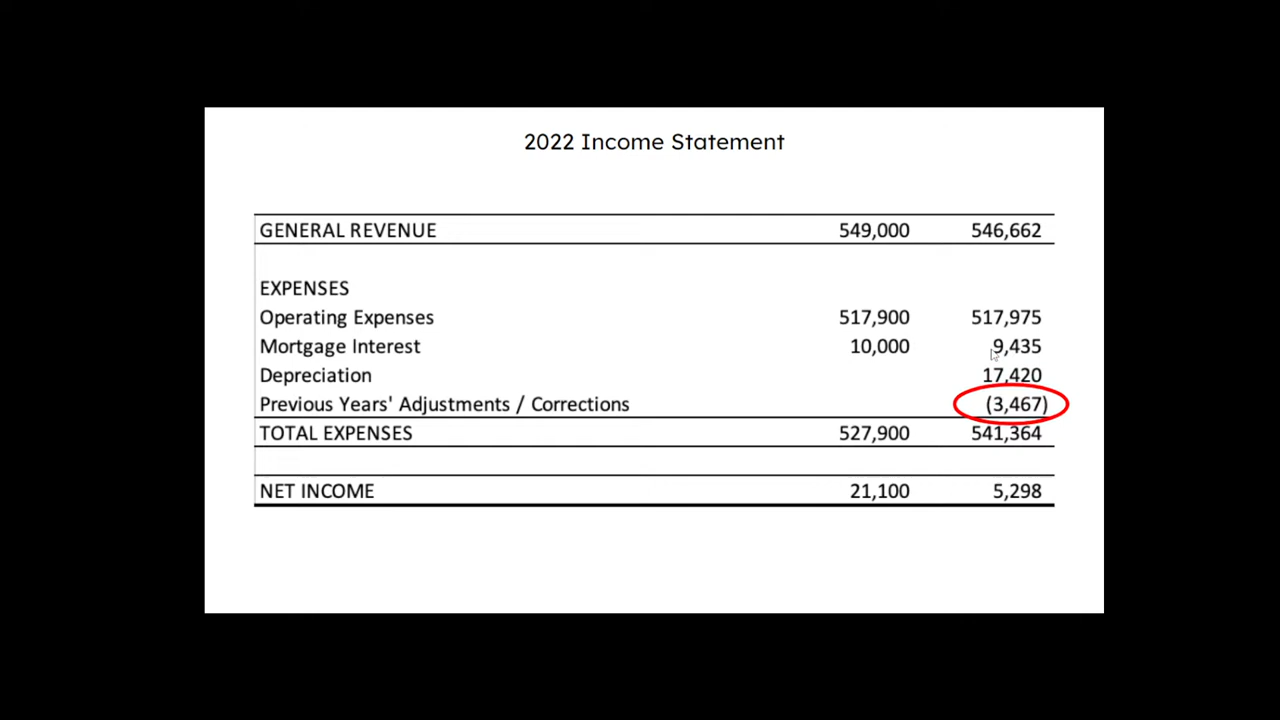 2022 Income Statement
GENERAL REVENUE 549,000 546,662
EXPENSES
Operating Expenses 517,900 517,975
Mortgage Interest 10,000 9,435
Depreciation 17,420
Previous Years' Adjustments / Corrections (3,467)
TOTAL EXPENSES 527,900 541,364
NET INCOME 21,100 5,298